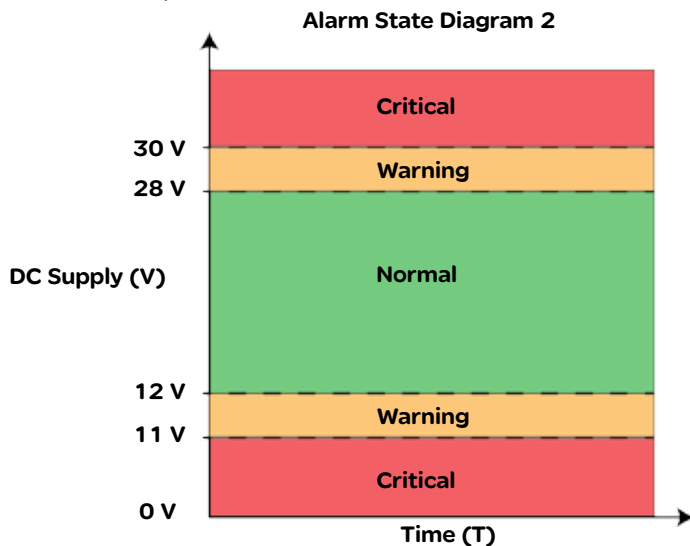 Alarm State Diagram 2
Critical
30 V
Warning
28 V
DC Supply (V)
Normal
12 V
Warning
11 V
Critical
0 V
Time (T)